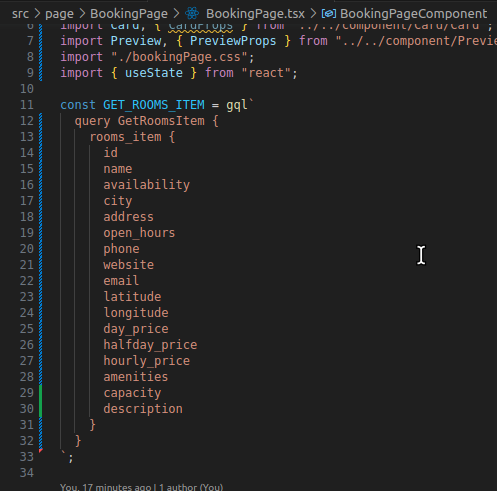 src > page > BookingPage > BookingPage.tsx > BookingPageComponent
6 import Card, { CardProps } from "../../component/Card/Card";
7 import Preview, { PreviewProps } from "../../component/Previe
8 import "./bookingPage.css";
9 import { useState } from "react";
10
11 const GET_ROOMS_ITEM = gql`
12 query GetRoomsItem {
13 rooms_item {
14 id
15 name
16 availability
17 city
18 address
19 open_hours
20 phone
21 website
22 email
23 latitude
24 longitude
25 day_price
26 halfday_price
27 hourly_price
28 amenities
29 capacity
30 description
31 }
32 }
33 `;
34
You, 17 minutes ago | 1 author (You)